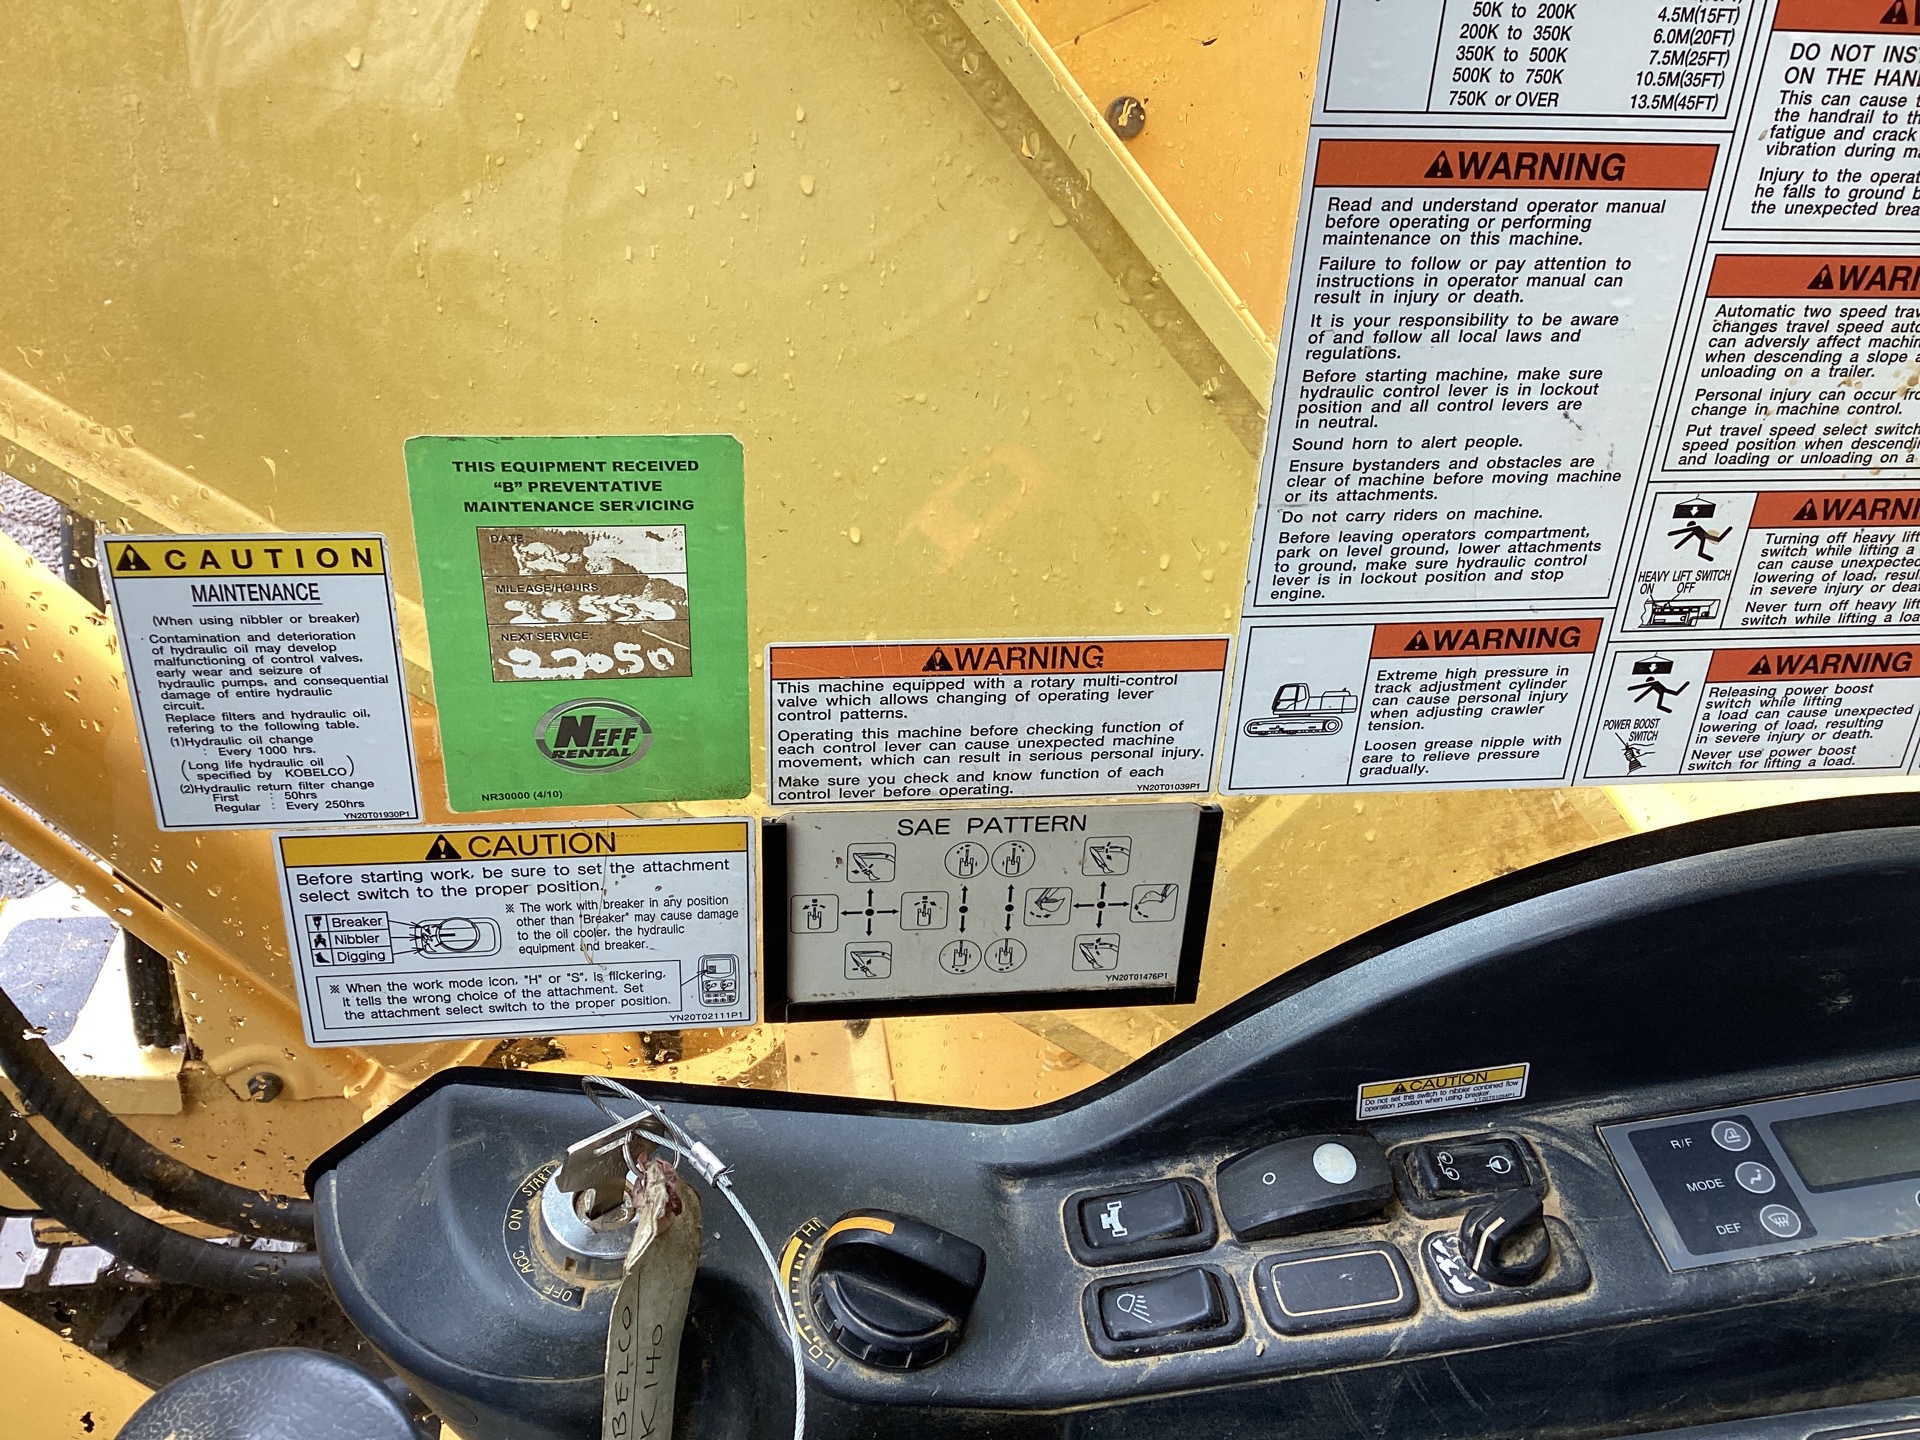 50K to 200K 4.5M(15FT)
200K to 350K 6.0M(20FT)
350K to 500K 7.5M(25FT)
500K to 750K 10.5M(35FT)
750K or OVER 13.5M(45FT)
DO NOT
ON THE
This can cause
the handrail to
fatigue and crack
vibration during
Injury to the
he falls to ground
the unexpected
WARNING
Read and understand operator manual
before operating or performing
maintenance on this machine.
Failure to follow or pay attention to
instructions in operator manual can
result in injury or death.
It is your responsibility to be aware
of and follow all local laws and
regulations.
Before starting machine, make sure
hydraulic control lever is in lockout
position and all control levers are
in neutral.
Sound horn to alert people.
Ensure bystanders and obstacles are
clear of machine before moving machine
or its attachments.
Do not carry riders on machine.
Before leaving operators compartment,
park on level ground, lower attachments
to ground, make sure hydraulic control
lever is in lockout position and stop
engine.
Automatic two speed
changes travel speed
can adversly affect
when descending a slope
unloading on a trailer.
Personal injury can occur
change in machine control.
Put travel speed select switch
speed position when
and loading or unloading on a
HEAVY LIFT SWITCH
ON OFF
Turning off heavy
switch while lifting a
can cause unexpected
lowering of load,
in severe injury or
Never turn off heavy
switch while lifting a
WARNING
Extreme high pressure in
track adjustment cylinder
can cause personal injury
when adjusting crawler
tension.
Loosen grease nipple with
care to relieve pressure
gradually.
WARNING
POWER BOOST
SWITCH
Releasing power boost
switch while lifting
a load can cause unexpected
lowering of load, resulting
in severe injury or death.
Never use power boost
switch for lifting a load.
THIS EQUIPMENT RECEIVED
“B” PREVENTATIVE
MAINTENANCE SERVICING
DATE
MILEAGE/HOURS
NEXT SERVICE:
22050
NEFF
RENTAL
NR30000 (4/10)
CAUTION
MAINTENANCE
(When using nibbler or breaker)
Contamination and deterioration
of hydraulic oil may develop
malfunctioning of control valves,
early wear and seizure of
hydraulic pumps, and consequential
damage of entire hydraulic
circuit.
Replace filters and hydraulic oil,
refering to the following table.
(1)Hydraulic oil change
: Every 1000 hrs.
(Long life hydraulic oil
specified by KOBELCO)
(2)Hydraulic return filter change
First : 50hrs
Regular : Every 250hrs
YN20T01930P1
WARNING
This machine equipped with a rotary multi-control
valve which allows changing of operating lever
control patterns.
Operating this machine before checking function of
each control lever can cause unexpected machine
movement, which can result in serious personal injury.
Make sure you check and know function of each
control lever before operating.
YN20T01039P1
SAE PATTERN
YN20T01476P1
CAUTION
Before starting work, be sure to set the attachment
select switch to the proper position.
Breaker
Nibbler
Digging
※ The work with breaker in any position
other than "Breaker" may cause damage
to the oil cooler, the hydraulic
equipment and breaker.
※ When the work mode icon, "H" or "S", is flickering,
it tells the wrong choice of the attachment. Set
the attachment select switch to the proper position.
YN20T02111P1
CAUTION
Do not set this switch to nibbler combined flow
operation position when using breaker.
R/F
MODE
DEF
START
ON
ACC
OFF
HI
LO
BELCO
K 140